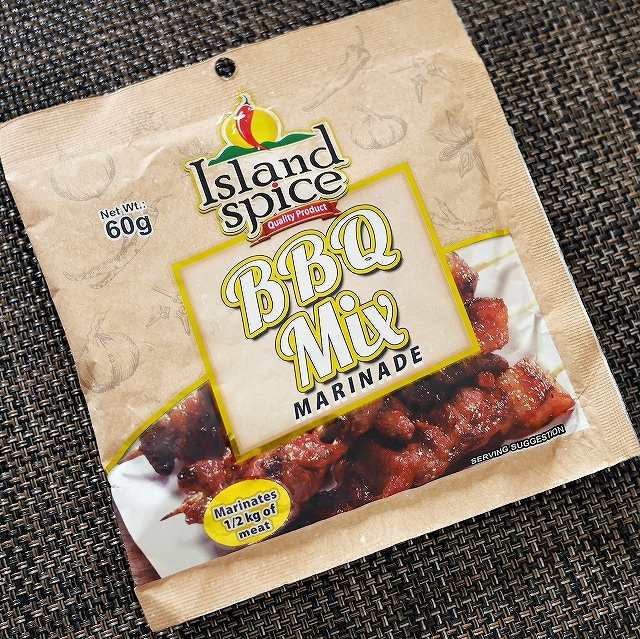 Island
spice
Quality Product
Net Wt.:
60g
BBQ
Mix
MARINADE
SERVING SUGGESTION
Marinates
1/2 kg of
meat